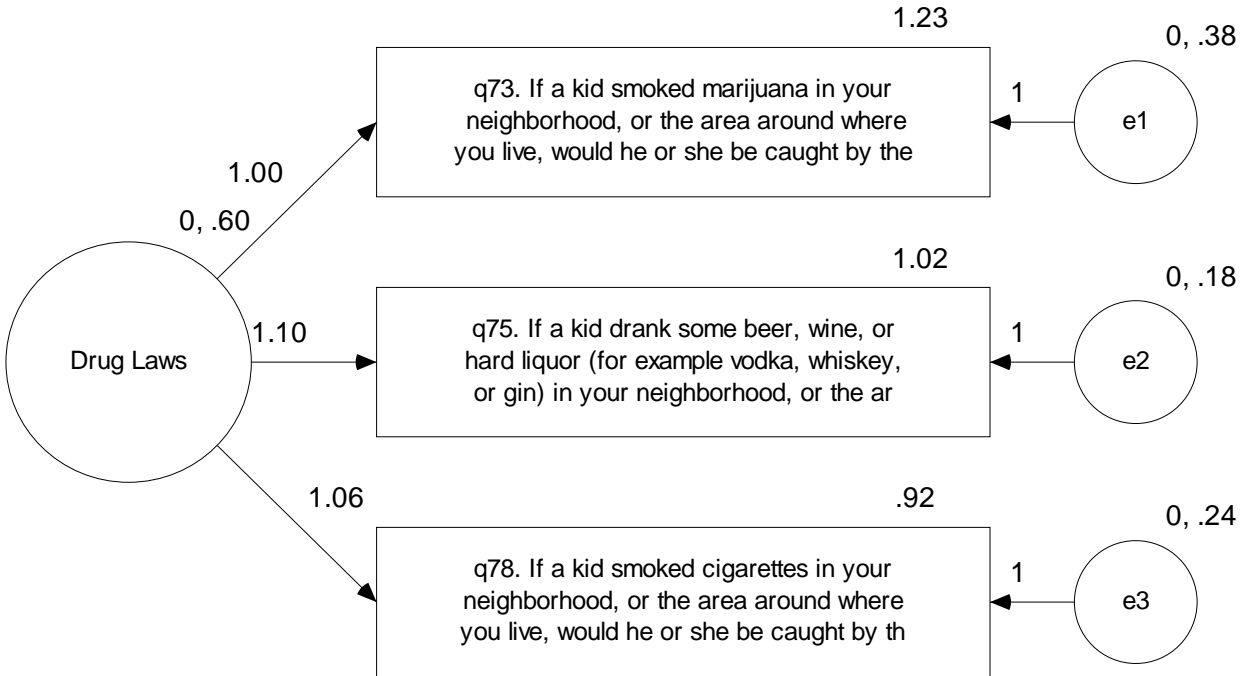 1.23
0, .38
q73. If a kid smoked marijuana in your
neighborhood, or the area around where
you live, would he or she be caught by the
1
e1
1.00
0, .60
1.02
0, .18
Drug Laws
1.10
q75. If a kid drank some beer, wine, or
hard liquor (for example vodka, whiskey,
or gin) in your neighborhood, or the ar
1
e2
1.06
.92
0, .24
q78. If a kid smoked cigarettes in your
neighborhood, or the area around where
you live, would he or she be caught by th
1
e3